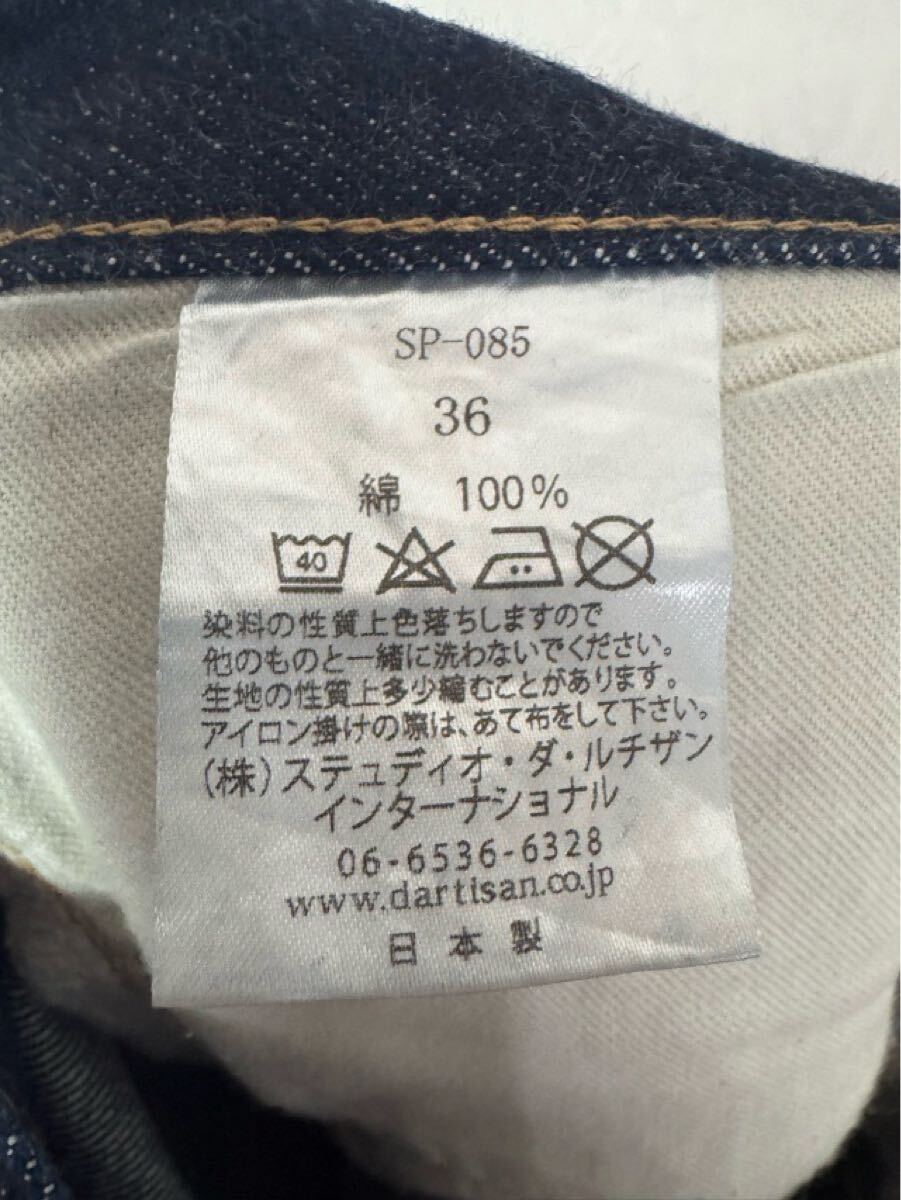 SP-085
36
綿 100%
40
染料の性質上色落ちしますので
他のものと一緒に洗わないでください。
生地の性質上多少縮むことがあります。
アイロン掛けの際は、あて布をして下さい。
(株)ステュディオ・ダ・ルチザン
インターナショナル
06-6536-6328
www.dartisan.co.jp
日本製